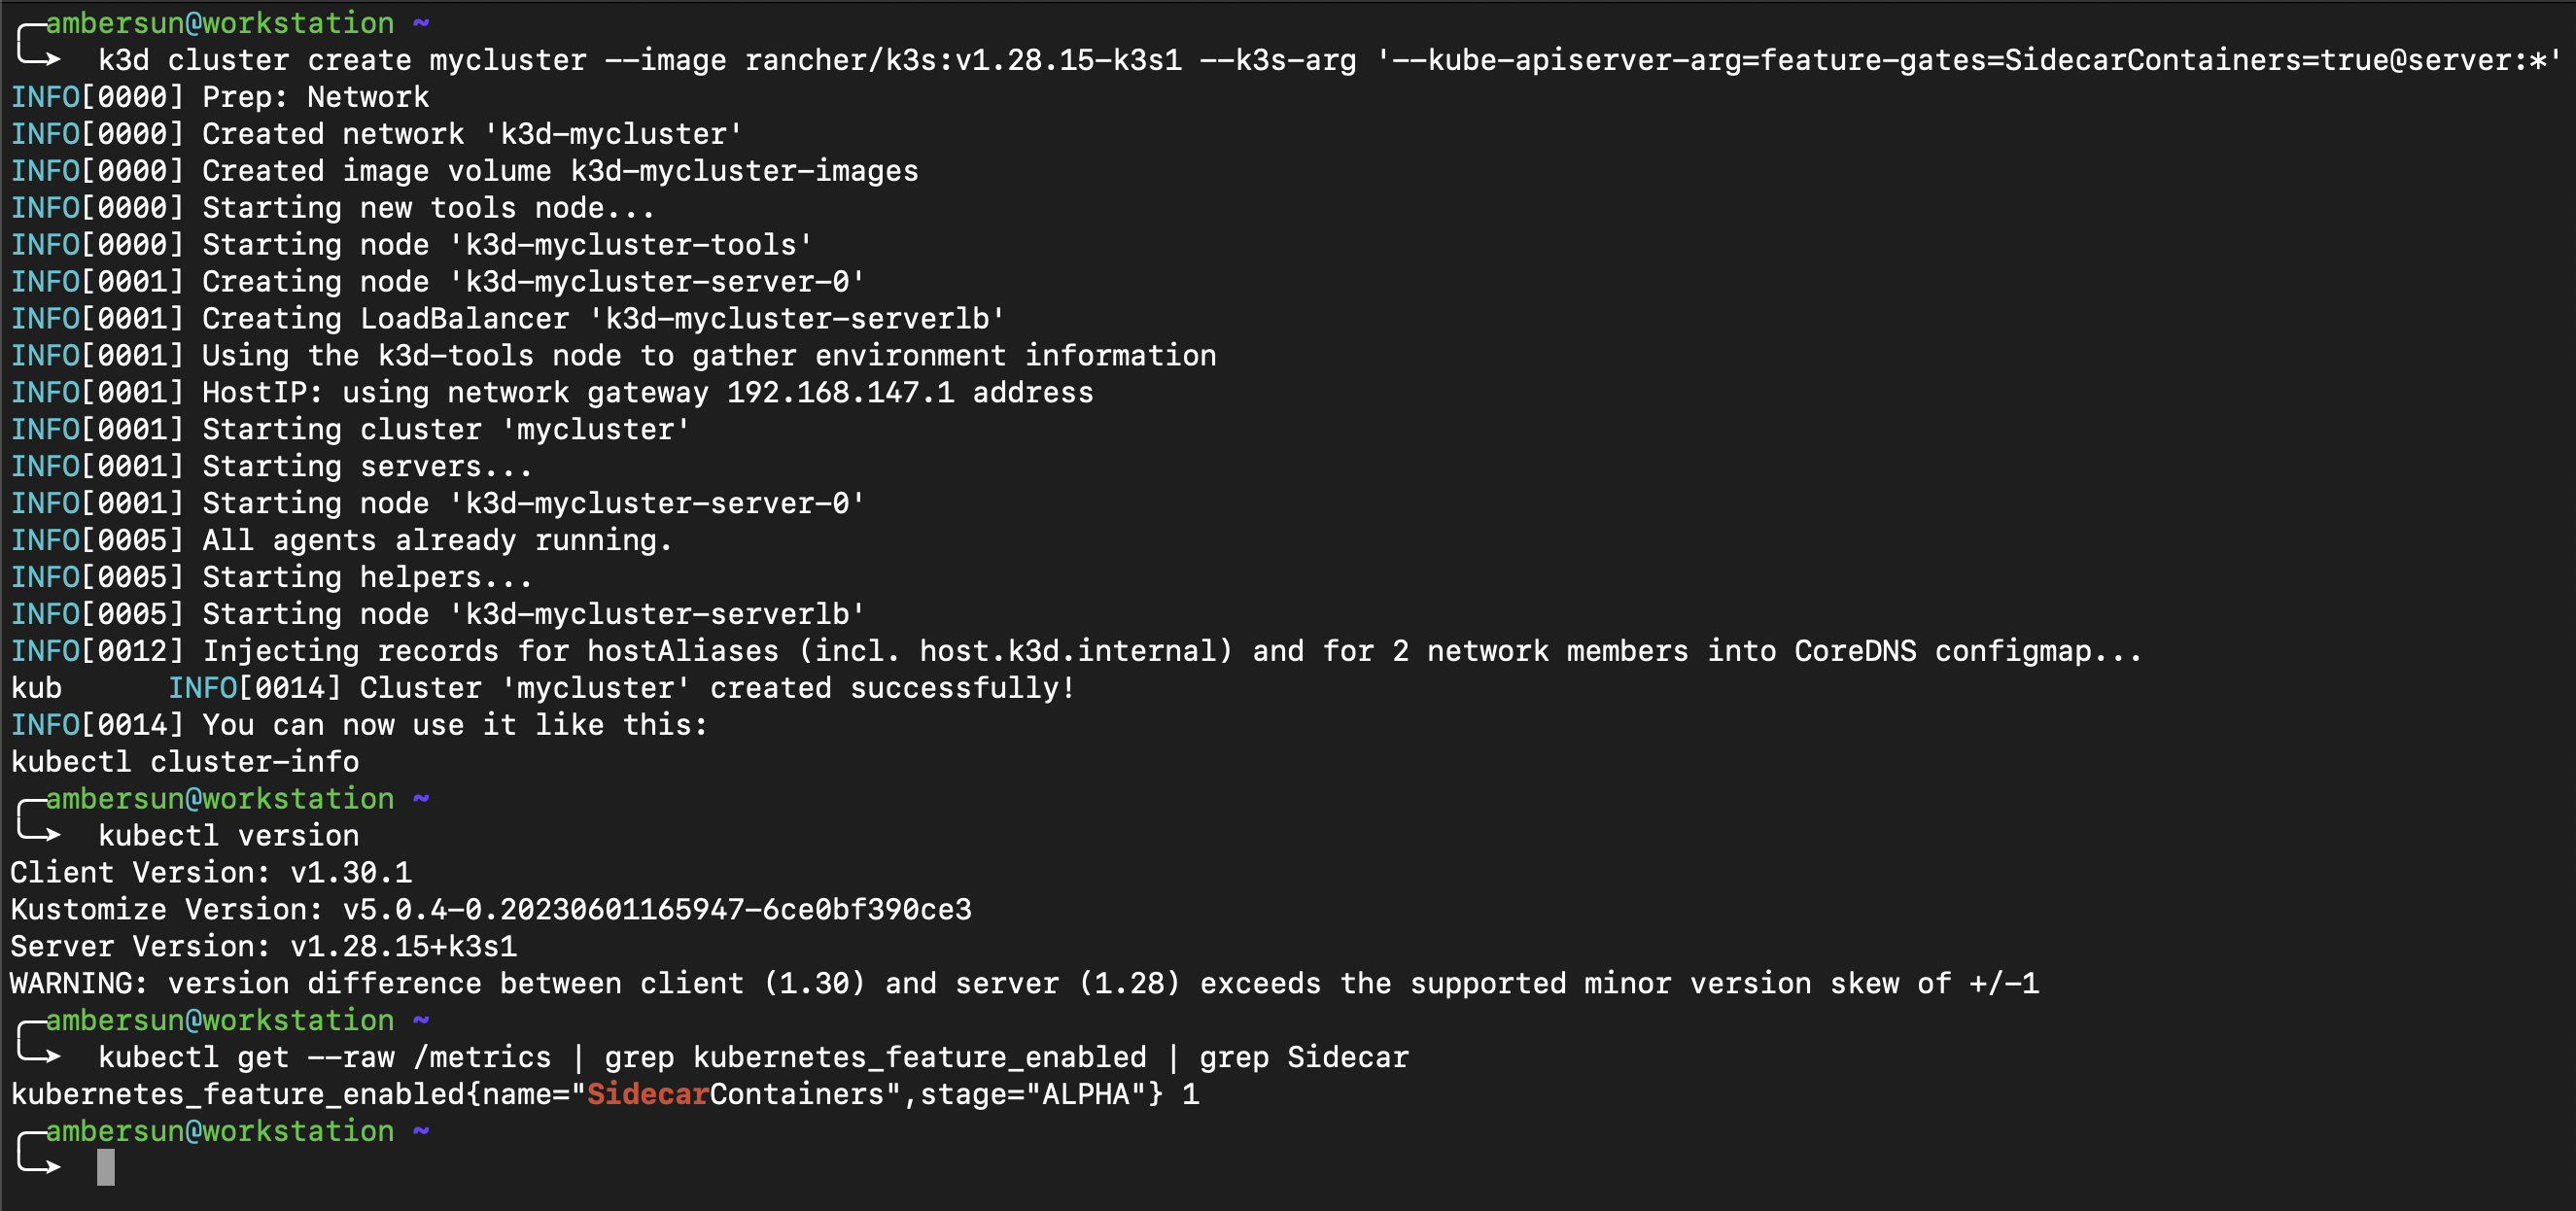 ambersun@workstation ~
k3d cluster create mycluster --image rancher/k3s:v1.28.15-k3s1 --k3s-arg '--kube-apiserver-arg=feature-gates=SidecarContainers=true@server:*'
INFO[0000] Prep: Network
INFO[0000] Created network 'k3d-mycluster'
INFO[0000] Created image volume k3d-mycluster-images
INFO[0000] Starting new tools node...
INFO[0000] Starting node 'k3d-mycluster-tools'
INFO[0001] Creating node 'k3d-mycluster-server-0'
INFO[0001] Creating LoadBalancer 'k3d-mycluster-serverlb'
INFO[0001] Using the k3d-tools node to gather environment information
INFO[0001] HostIP: using network gateway 192.168.147.1 address
INFO[0001] Starting cluster 'mycluster'
INFO[0001] Starting servers...
INFO[0001] Starting node 'k3d-mycluster-server-0'
INFO[0005] All agents already running.
INFO[0005] Starting helpers...
INFO[0005] Starting node 'k3d-mycluster-serverlb'
INFO[0012] Injecting records for hostAliases (incl. host.k3d.internal) and for 2 network members into CoreDNS configmap...
kub      INFO[0014] Cluster 'mycluster' created successfully!
INFO[0014] You can now use it like this:
kubectl cluster-info
ambersun@workstation ~
kubectl version
Client Version: v1.30.1
Kustomize Version: v5.0.4-0.20230601165947-6ce0bf390ce3
Server Version: v1.28.15+k3s1
WARNING: version difference between client (1.30) and server (1.28) exceeds the supported minor version skew of +/-1
ambersun@workstation ~
kubectl get --raw /metrics | grep kubernetes_feature_enabled | grep Sidecar
kubernetes_feature_enabled{name="SidecarContainers",stage="ALPHA"} 1
ambersun@workstation ~